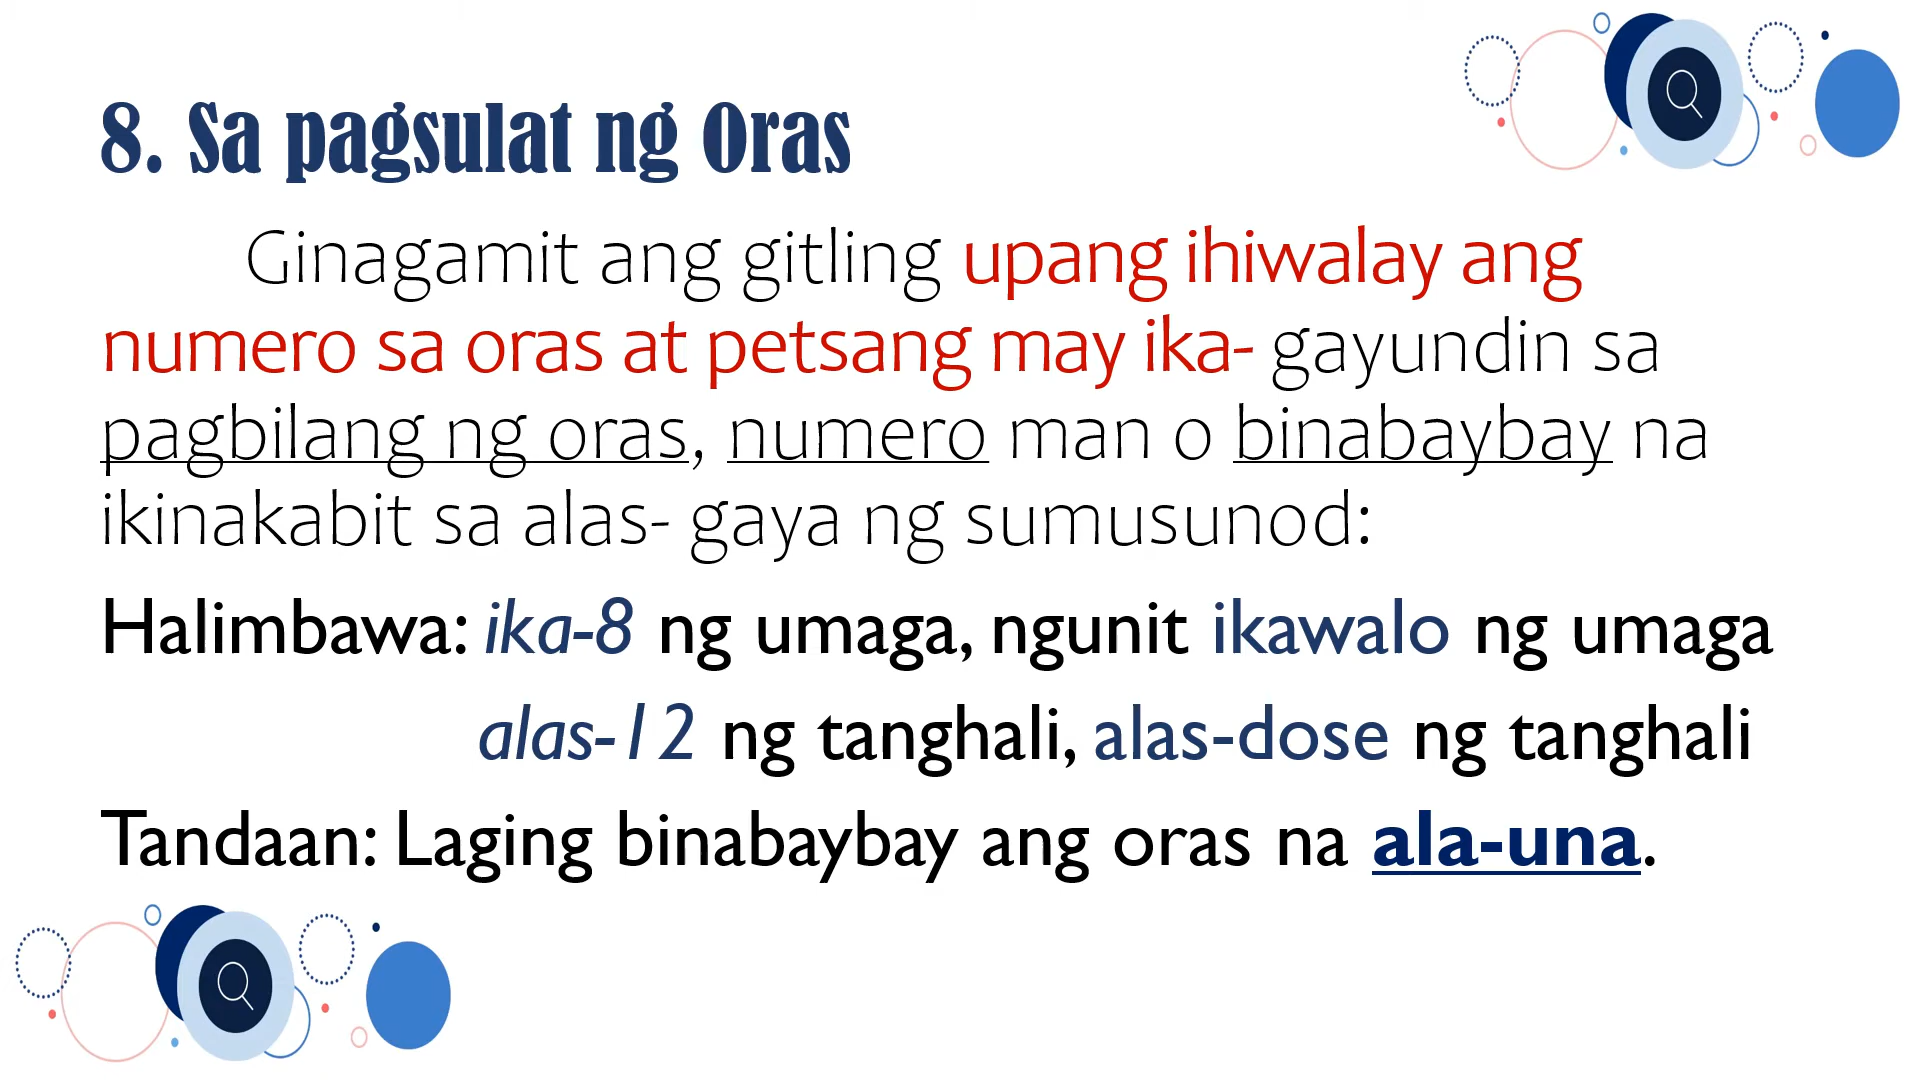 8. Sa pagsulat ng Oras
Ginagamit ang gitling upang ihiwalay ang
numero sa oras at petsang may ika- gayundin sa
pagbilang ng oras, numero man o binabaybay na
ikinakabit sa alas- gaya ng sumusunod:
Halimbawa: ika-8 ng umaga, ngunit ikawalo ng umaga
alas-12 ng tanghali, alas-dose ng tanghali
Tandaan: Laging binabaybay ang oras na ala-una.